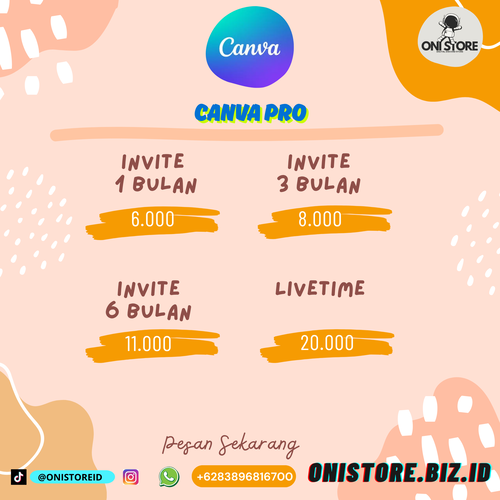 Canva
ONI STORE
CANVA PRO
INVITE
1 BULAN
6.000
INVITE
3 BULAN
8.000
INVITE
6 BULAN
11.000
LIVETIME
20.000
Pesan Sekarang
@ONISTOREID
+6283896816700
ONISTORE.BIZ.ID